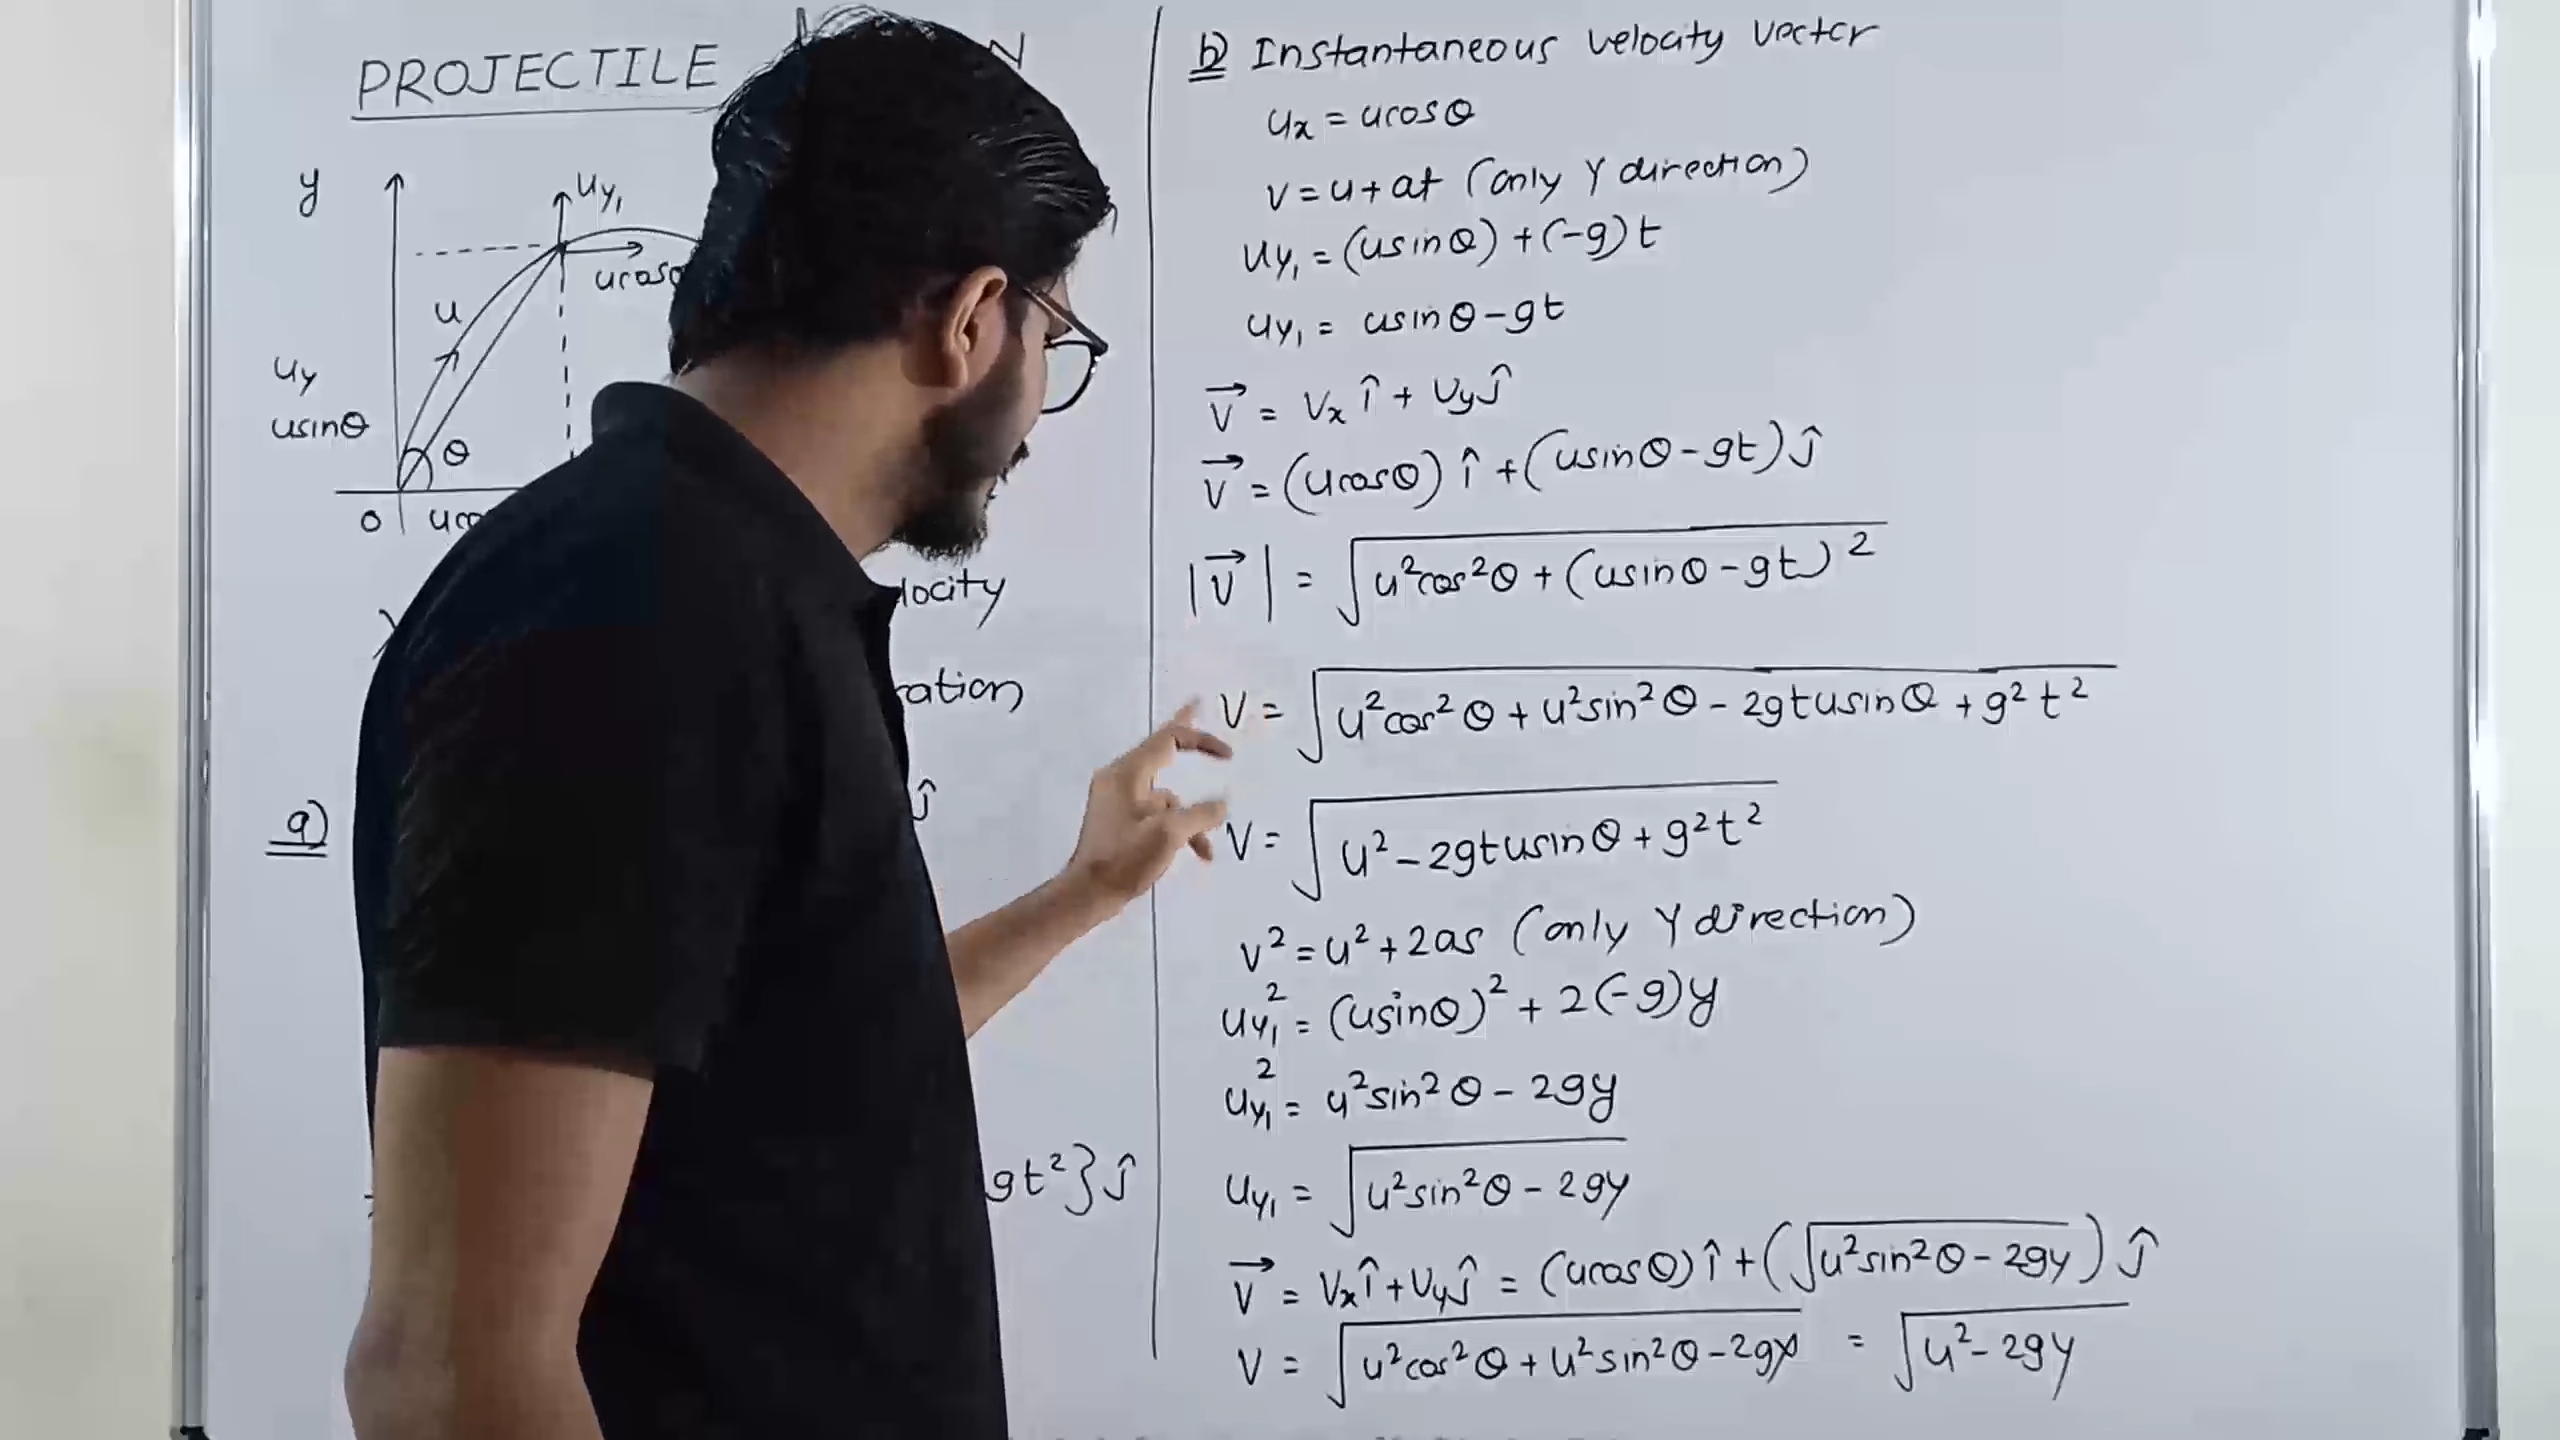 PROJECTILE
y
uy₁
u
uy
usinθ
θ
O
a)
ĵ
gt²}ĵ
b) Instantaneous velocity vector
ux = ucosθ
v = u + at (only Y direction)
uy₁ = (usinθ) + (-g)t
uy₁ = usinθ - gt
v⃗ = vx î + vy ĵ
v⃗ = (ucosθ) î + (usinθ - gt) ĵ
|v⃗| = √(u²cos²θ + (usinθ - gt)²)
v = √(u²cos²θ + u²sin²θ - 2gtusinθ + g²t²)
v = √(u² - 2gtusinθ + g²t²)
v² = u² + 2as (only Y direction)
uy₁² = (usinθ)² + 2(-g)y
uy₁² = u²sin²θ - 2gy
uy₁ = √(u²sin²θ - 2gy)
v⃗ = vx î + vy ĵ = (ucosθ) î + (√(u²sin²θ - 2gy)) ĵ
v = √(u²cos²θ + u²sin²θ - 2gy) = √(u² - 2gy)